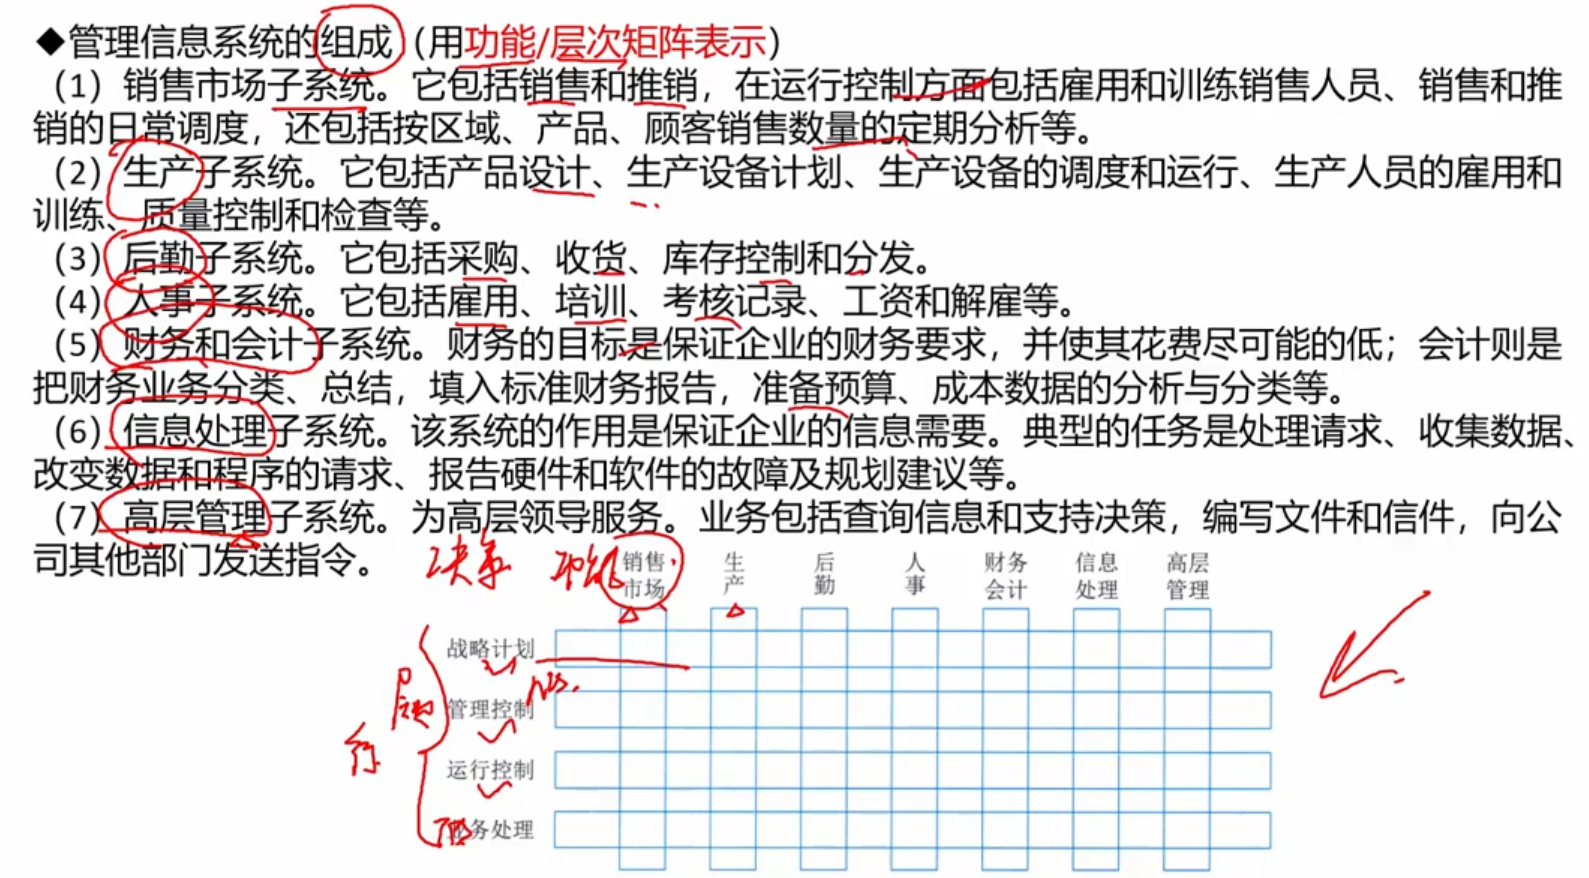 ◆管理信息系统的组成（用功能/层次矩阵表示）
（1）销售市场子系统。它包括销售和推销，在运行控制方面包括雇用和训练销售人员、销售和推
销的日常调度，还包括按区域、产品、顾客销售数量的定期分析等。
（2）生产子系统。它包括产品设计、生产设备计划、生产设备的调度和运行、生产人员的雇用和
训练、质量控制和检查等。
（3）后勤子系统。它包括采购、收货、库存控制和分发。
（4）人事子系统。它包括雇用、培训、考核记录、工资和解雇等。
（5）财务和会计子系统。财务的目标是保证企业的财务要求，并使其花费尽可能的低；会计则是
把财务业务分类、总结，填入标准财务报告，准备预算、成本数据的分析与分类等。
（6）信息处理子系统。该系统的作用是保证企业的信息需要。典型的任务是处理请求、收集数据、
改变数据和程序的请求、报告硬件和软件的故障及规划建议等。
（7）高层管理子系统。为高层领导服务。业务包括查询信息和支持决策，编写文件和信件，向公
司其他部门发送指令。
决策 功能
销售 生 后 人 财务 信息 高层
市场 产 勤 事 会计 处理 管理
战略计划
管理控制
运行控制
业务处理